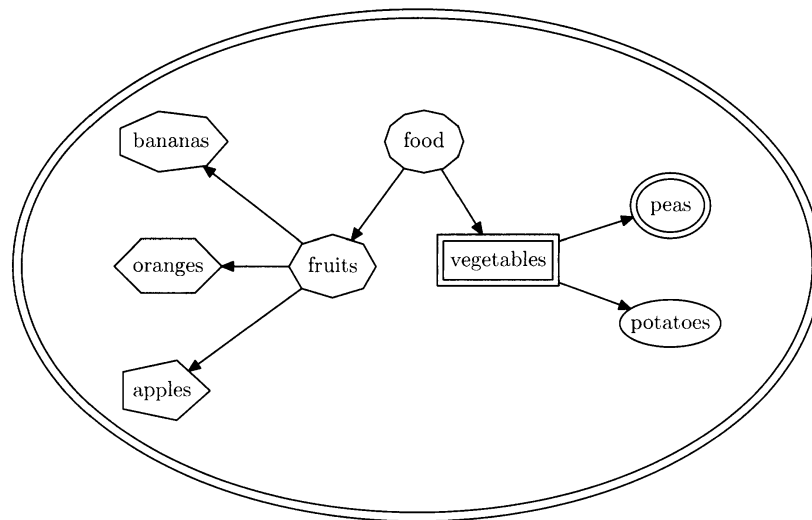 bananas
food
peas
oranges
fruits
vegetables
potatoes
apples